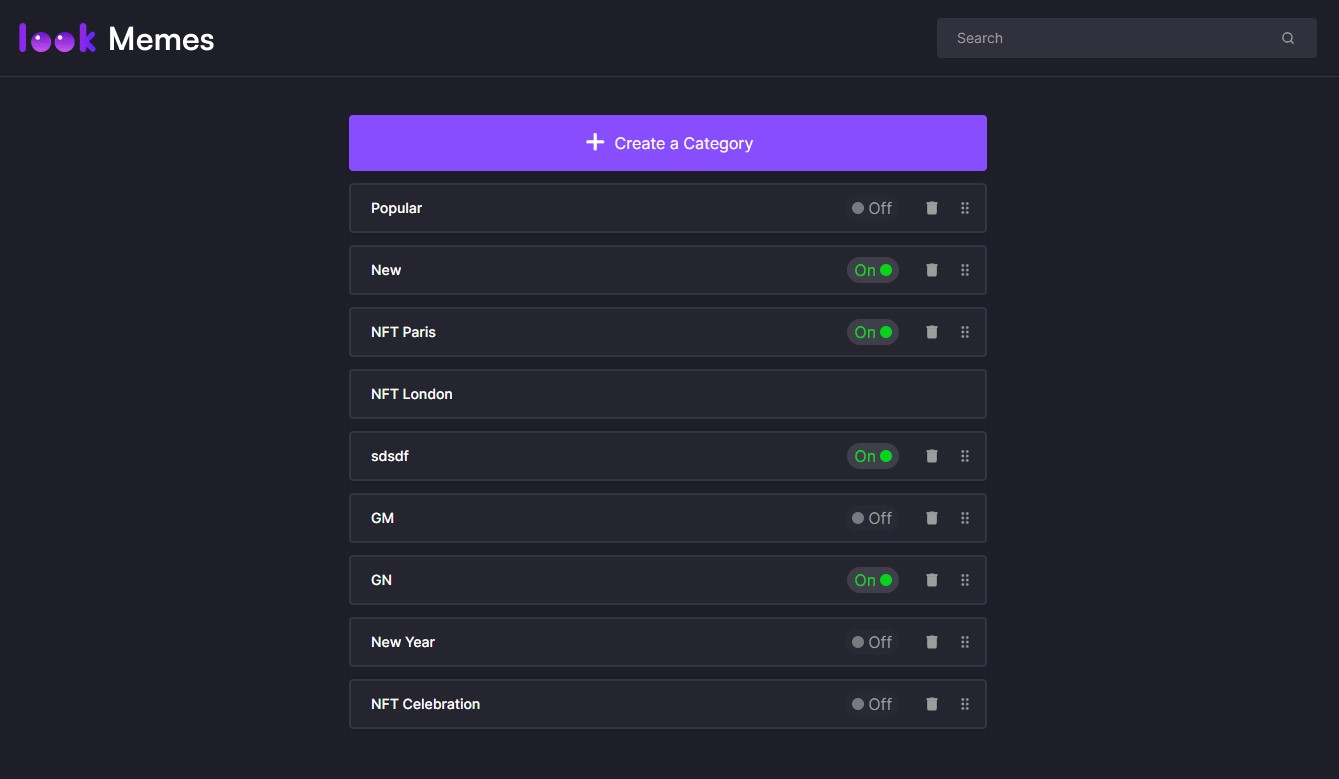 look Memes
Search
Create a Category
Popular Off
New On
NFT Paris On
NFT London
sdsdf On
GM Off
GN On
New Year Off
NFT Celebration Off